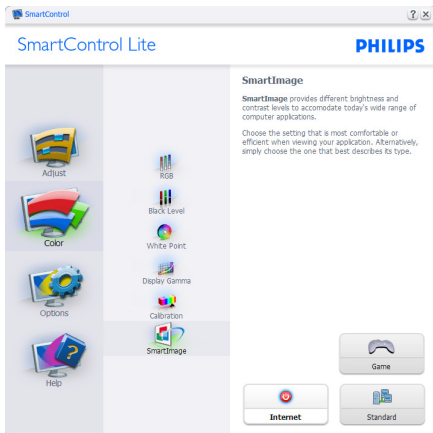 SmartControl
SmartControl Lite
PHILIPS
Adjust
Color
Options
Help
RGB
Black Level
White Point
Display Gamma
Calibration
SmartImage
SmartImage
SmartImage provides different brightness and
contrast levels to accomodate today's wide range of
computer applications.
Choose the setting that is most comfortable or
efficient when viewing your application. Alternatively,
simply choose the one that best describes its type.
Game
Internet
Standard